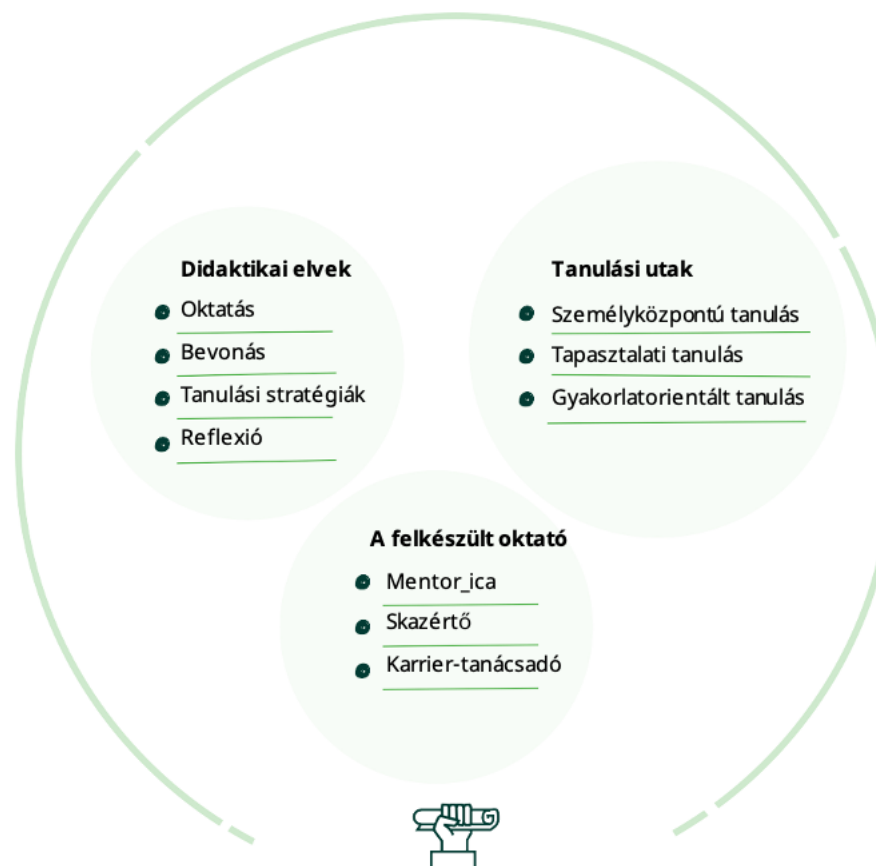 Didaktikai elvek
Oktatás
Bevonás
Tanulási stratégiák
Reflexió
Tanulási utak
Személyközpontú tanulás
Tapasztalati tanulás
Gyakorlatorientált tanulás
A felkészült oktató
Mentor_ica
Skazértő
Karrier-tanácsadó